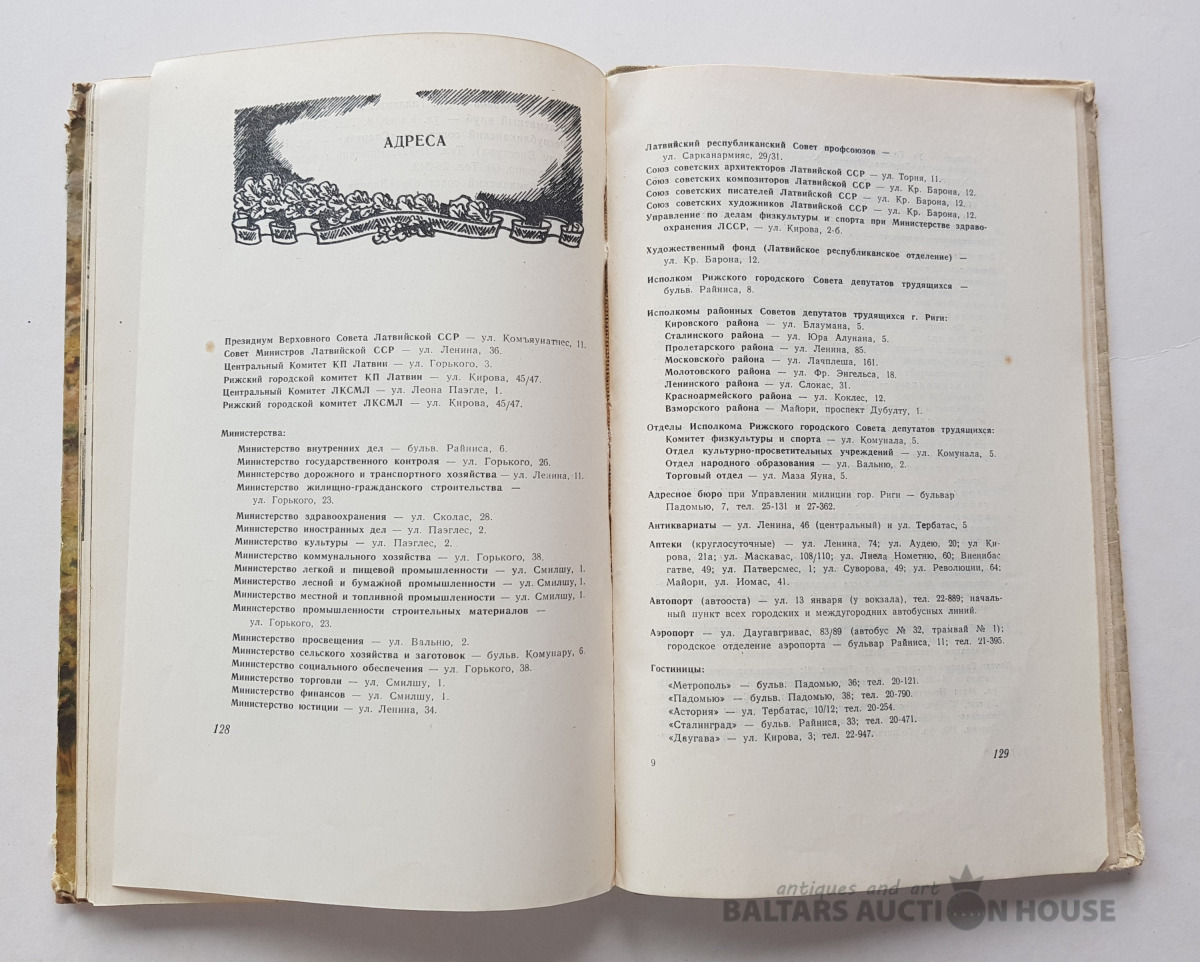 АДРЕСА
Президиум Верховного Совета Латвийской ССР — ул. Комъяунатнес, 11.
Совет Министров Латвийской ССР — ул. Ленина, 36.
Центральный Комитет КП Латвии — ул. Горького, 3.
Рижский городской комитет КП Латвии — ул. Кирова, 45/47.
Центральный Комитет ЛКСМЛ — ул. Леона Паэгле, 1.
Рижский городской комитет ЛКСМЛ — ул. Кирова, 45/47.
Министерства:
Министерство внутренних дел — бульв. Райниса, 6.
Министерство государственного контроля — ул. Горького, 26.
Министерство дорожного и транспортного хозяйства — ул. Ленина, 11.
Министерство жилищно-гражданского строительства —
ул. Горького, 23.
Министерство здравоохранения — ул. Сколас, 28.
Министерство иностранных дел — ул. Паэглес, 2.
Министерство культуры — ул. Паэглес, 2.
Министерство коммунального хозяйства — ул. Горького, 38.
Министерство легкой и пищевой промышленности — ул. Смилшу, 1.
Министерство лесной и бумажной промышленности — ул. Смилшу, 1.
Министерство местной и топливной промышленности — ул. Смилшу, 1.
Министерство промышленности строительных материалов —
ул. Горького, 23.
Министерство просвещения — ул. Вальню, 2.
Министерство сельского хозяйства и заготовок — бульв. Комунару, 6.
Министерство социального обеспечения — ул. Горького, 38.
Министерство торговли — ул. Смилшу, 1.
Министерство финансов — ул. Смилшу, 1.
Министерство юстиции — ул. Ленина, 34.
128
Латвийский республиканский Совет профсоюзов —
ул. Сарканармияс, 29/31.
Союз советских архитекторов Латвийской ССР — ул. Торня, 11.
Союз советских композиторов Латвийской ССР — ул. Кр. Барона, 12.
Союз советских писателей Латвийской ССР — ул. Кр. Барона, 12.
Союз советских художников Латвийской ССР — ул. Кр. Барона, 12.
Управление по делам физкультуры и спорта при Министерстве здраво-
охранения ЛССР, — ул. Кирова, 2-б.
Художественный фонд (Латвийское республиканское отделение) —
ул. Кр. Барона, 12.
Исполком Рижского городского Совета депутатов трудящихся —
бульв. Райниса, 8.
Исполкомы районных Советов депутатов трудящихся г. Риги:
Кировского района — ул. Блаумана, 5.
Сталинского района — ул. Юра Алунана, 5.
Пролетарского района — ул. Ленина, 85.
Московского района — ул. Лачплеша, 161.
Молотовского района — ул. Фр. Энгельса, 18.
Ленинского района — ул. Слокас, 31.
Красноармейского района — ул. Коклес, 12.
Взморского района — Майори, проспект Дубулту, 1.
Отделы Исполкома Рижского городского Совета депутатов трудящихся:
Комитет физкультуры и спорта — ул. Комунала, 5.
Отдел культурно-просветительных учреждений — ул. Комунала, 5.
Отдел народного образования — ул. Вальню, 2.
Торговый отдел — ул. Маза Яуна, 5.
Адресное бюро при Управлении милиции гор. Риги — бульвар
Падомью, 7, тел. 25-131 и 27-362.
Антиквариаты — ул. Ленина, 46 (центральный) и ул. Тербатас, 5
Аптеки (круглосуточные) — ул. Ленина, 74; ул. Аудею, 20; ул Ки-
рова, 21а; ул. Маскавас, 108/110; ул. Лиела Нометню, 60; Виенибас
гатве, 49; ул. Патверсмес, 1; ул. Суворова, 49; ул. Революции, 64;
Майори, ул. Иомас, 41.
Автопорт (автооста) — ул. 13 января (у вокзала), тел. 22-889; началь-
ный пункт всех городских и междугородних автобусных линий.
Аэропорт — ул. Даугавгривас, 83/89 (автобус № 32, трамвай № 1);
городское отделение аэропорта — бульвар Райниса, 11; тел. 21-395.
Гостиницы:
«Метрополь» — бульв. Падомью, 36; тел. 20-121.
«Падомью» — бульв. Падомью, 38; тел. 20-790.
«Астория» — ул. Тербатас, 10/12; тел. 20-254.
«Сталинград» — бульв. Райниса, 33; тел. 20-471.
«Даугава» — ул. Кирова, 3; тел. 22-947.
9
129
antiques and art
BALTARS AUCTION HOUSE